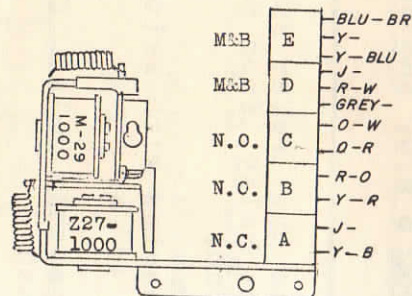 M&B E BLU-BR
Y-
Y-BLU
M&B D J-
R-W
GREY-
N.O. C O-W
O-R
N.O. B R-O
Y-R
N.C. A J-
Y-B
M-29
1000
Z27-
1000